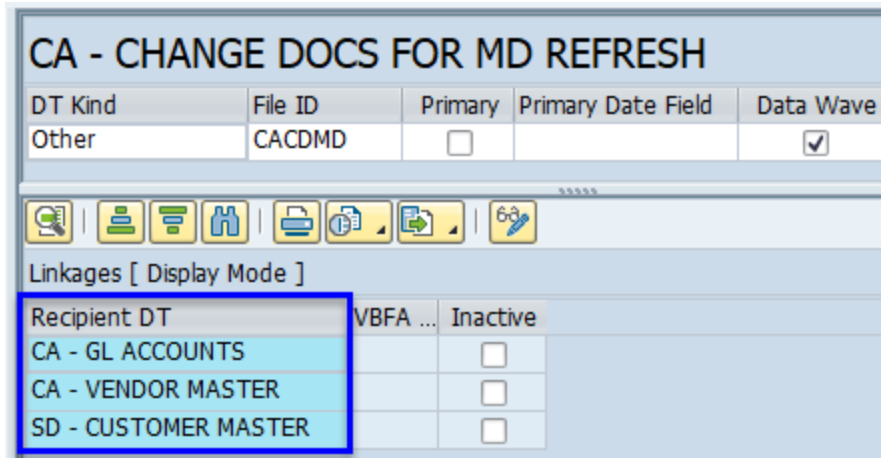 CA - CHANGE DOCS FOR MD REFRESH
DT Kind File ID Primary Primary Date Field Data Wave
Other CACDMD
Linkages [ Display Mode ]
Recipient DT VBFA ... Inactive
CA - GL ACCOUNTS
CA - VENDOR MASTER
SD - CUSTOMER MASTER